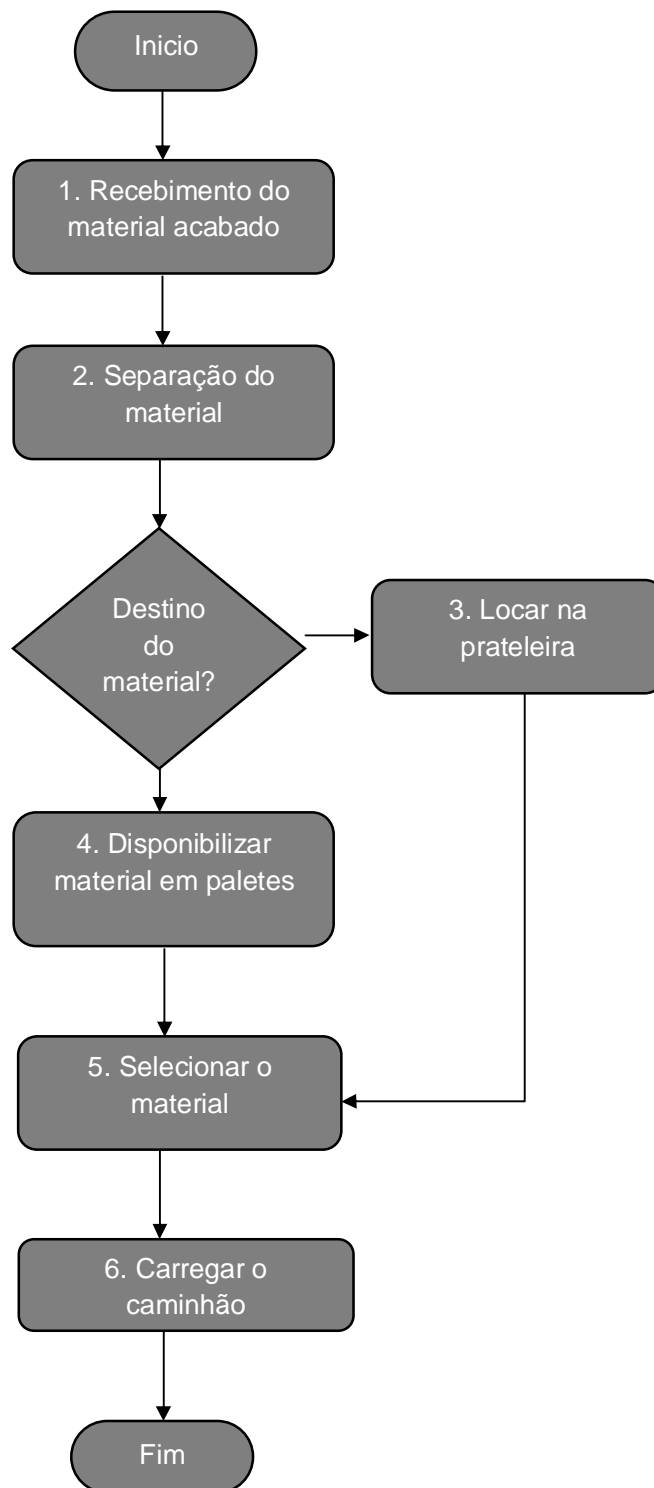 Inicio
1. Recebimento do
material acabado
2. Separação do
material
Destino
do
material?
3. Locar na
prateleira
4. Disponibilizar
material em paletes
5. Selecionar o
material
6. Carregar o
caminhão
Fim